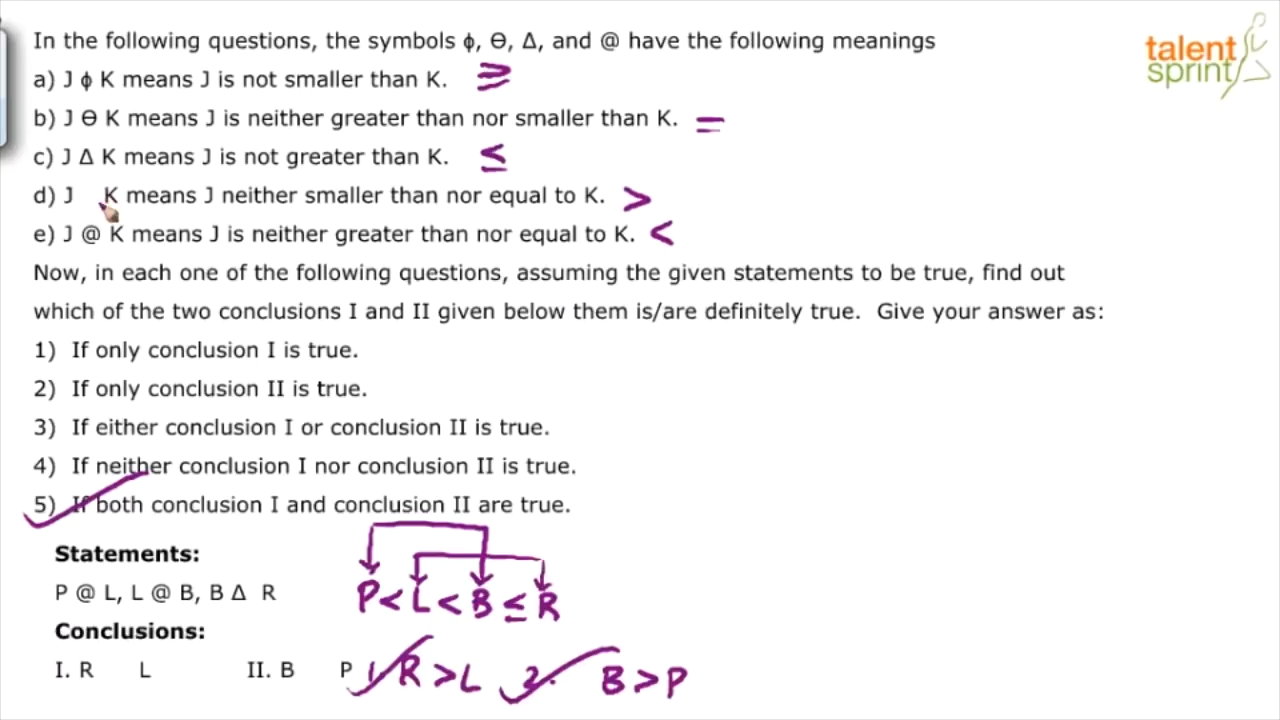 In the following questions, the symbols ϕ, Ɵ, Δ, and @ have the following meanings
talent
sprint
a) J ϕ K means J is not smaller than K. ≥
b) J Ɵ K means J is neither greater than nor smaller than K. =
c) J Δ K means J is not greater than K. ≤
d) J K means J neither smaller than nor equal to K. >
e) J @ K means J is neither greater than nor equal to K. <
Now, in each one of the following questions, assuming the given statements to be true, find out
which of the two conclusions I and II given below them is/are definitely true. Give your answer as:
1) If only conclusion I is true.
2) If only conclusion II is true.
3) If either conclusion I or conclusion II is true.
4) If neither conclusion I nor conclusion II is true.
5) If both conclusion I and conclusion II are true.
Statements:
P @ L, L @ B, B Δ R P < L < B ≤ R
Conclusions:
I. R L II. B P 1. R > L 2. B > P